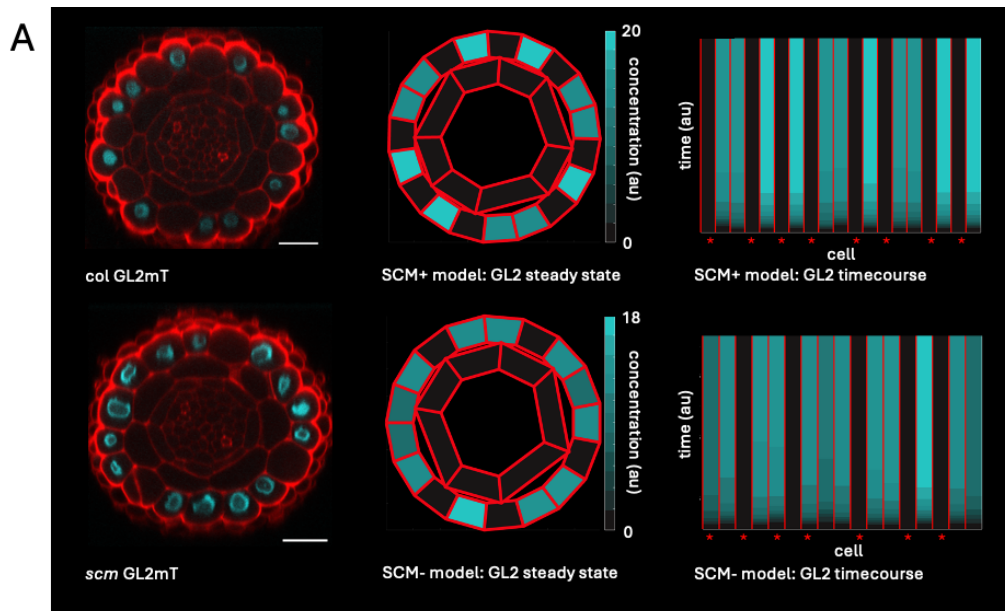 A
20
concentration (au)
0
time (au)
* * * * * * * *
cell
col GL2mT
SCM+ model: GL2 steady state
SCM+ model: GL2 timecourse
18
concentration (au)
0
time (au)
* * * * * * *
cell
scm GL2mT
SCM- model: GL2 steady state
SCM- model: GL2 timecourse